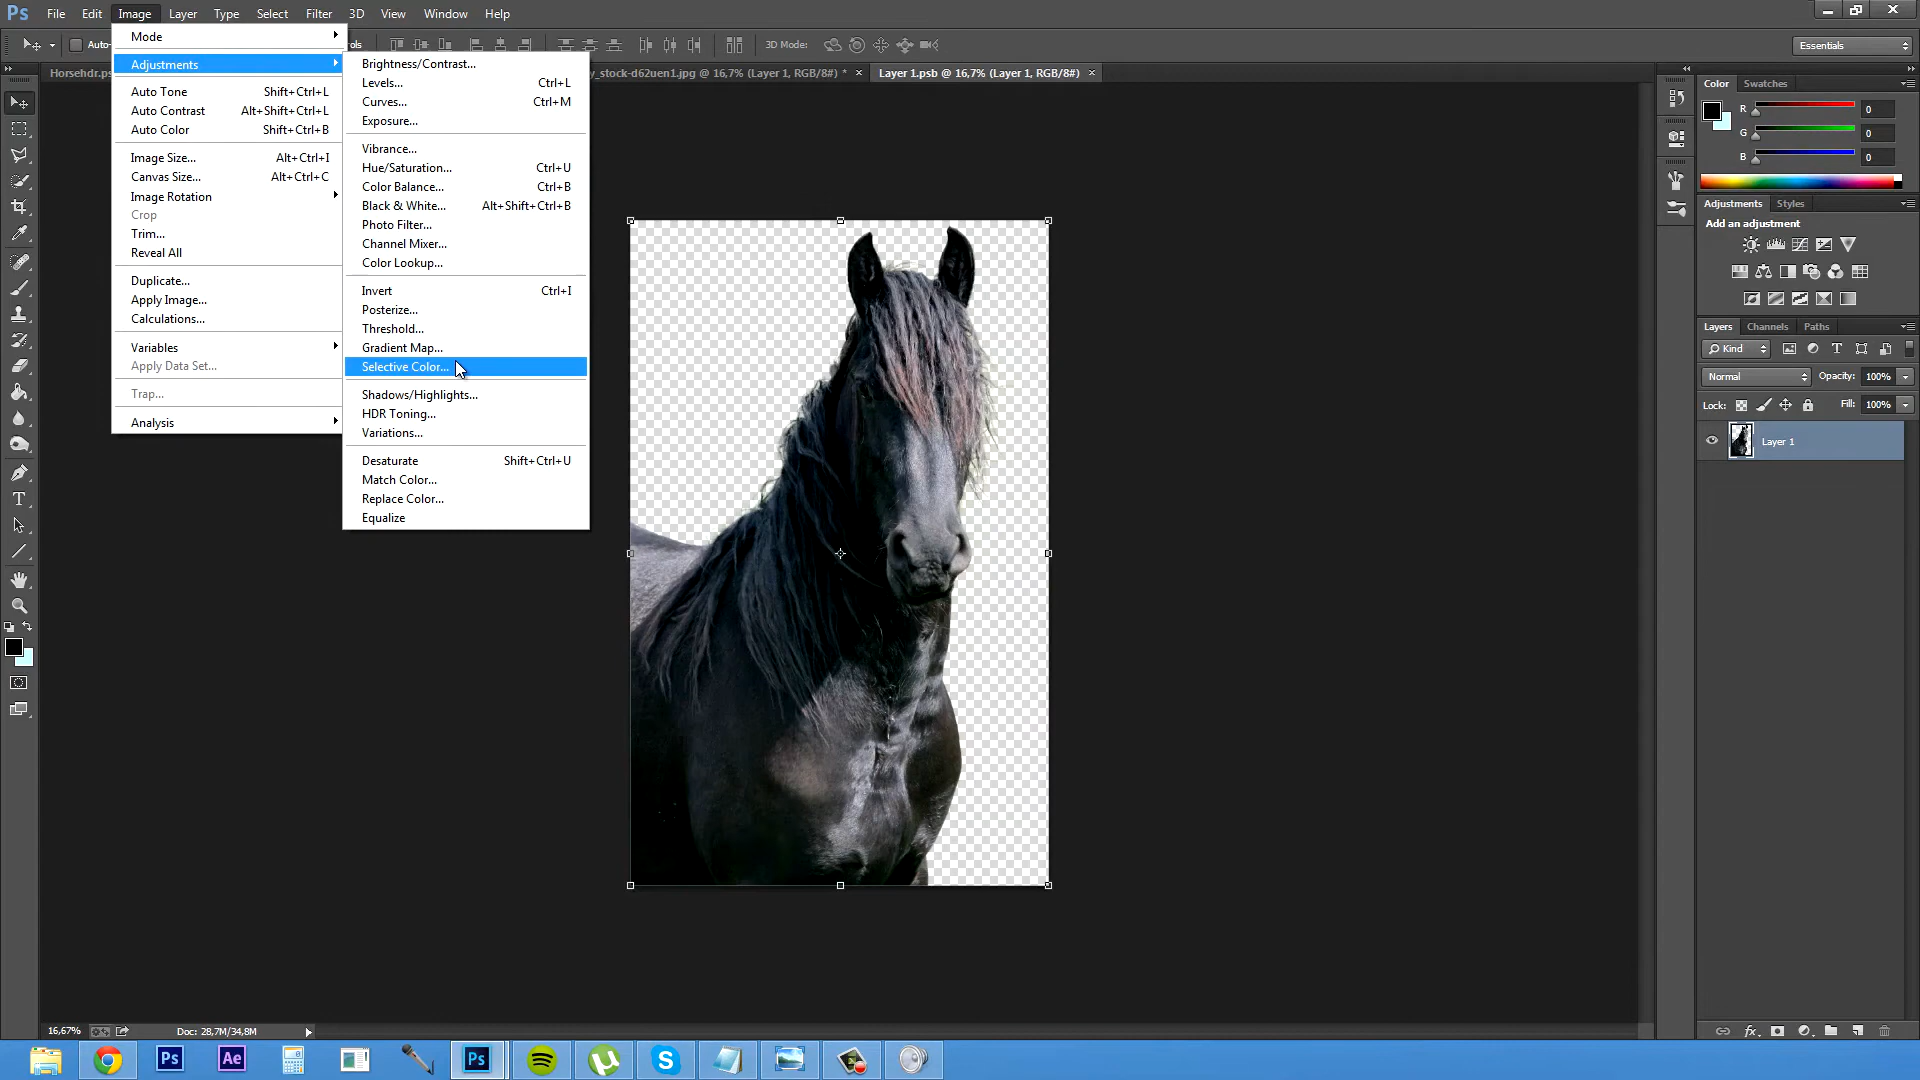 Ps File Edit Image Layer Type Select Filter 3D View Window Help
Auto- ols 3D Mode: Essentials
Horsehdr.ps y_stock-d62uen1.jpg @ 16,7% (Layer 1, RGB/8#) * × Layer 1.psb @ 16,7% (Layer 1, RGB/8#) ×
Mode
Adjustments
Auto Tone Shift+Ctrl+L
Auto Contrast Alt+Shift+Ctrl+L
Auto Color Shift+Ctrl+B
Image Size... Alt+Ctrl+I
Canvas Size... Alt+Ctrl+C
Image Rotation
Crop
Trim...
Reveal All
Duplicate...
Apply Image...
Calculations...
Variables
Apply Data Set...
Trap...
Analysis
Brightness/Contrast...
Levels... Ctrl+L
Curves... Ctrl+M
Exposure...
Vibrance...
Hue/Saturation... Ctrl+U
Color Balance... Ctrl+B
Black & White... Alt+Shift+Ctrl+B
Photo Filter...
Channel Mixer...
Color Lookup...
Invert Ctrl+I
Posterize...
Threshold...
Gradient Map...
Selective Color...
Shadows/Highlights...
HDR Toning...
Variations...
Desaturate Shift+Ctrl+U
Match Color...
Replace Color...
Equalize
Color Swatches
R 0
G 0
B 0
Adjustments Styles
Add an adjustment
Layers Channels Paths
Kind
Normal Opacity: 100%
Lock: Fill: 100%
Layer 1
16,67% Doc: 28,7M/34,8M
Ps Ae Ps